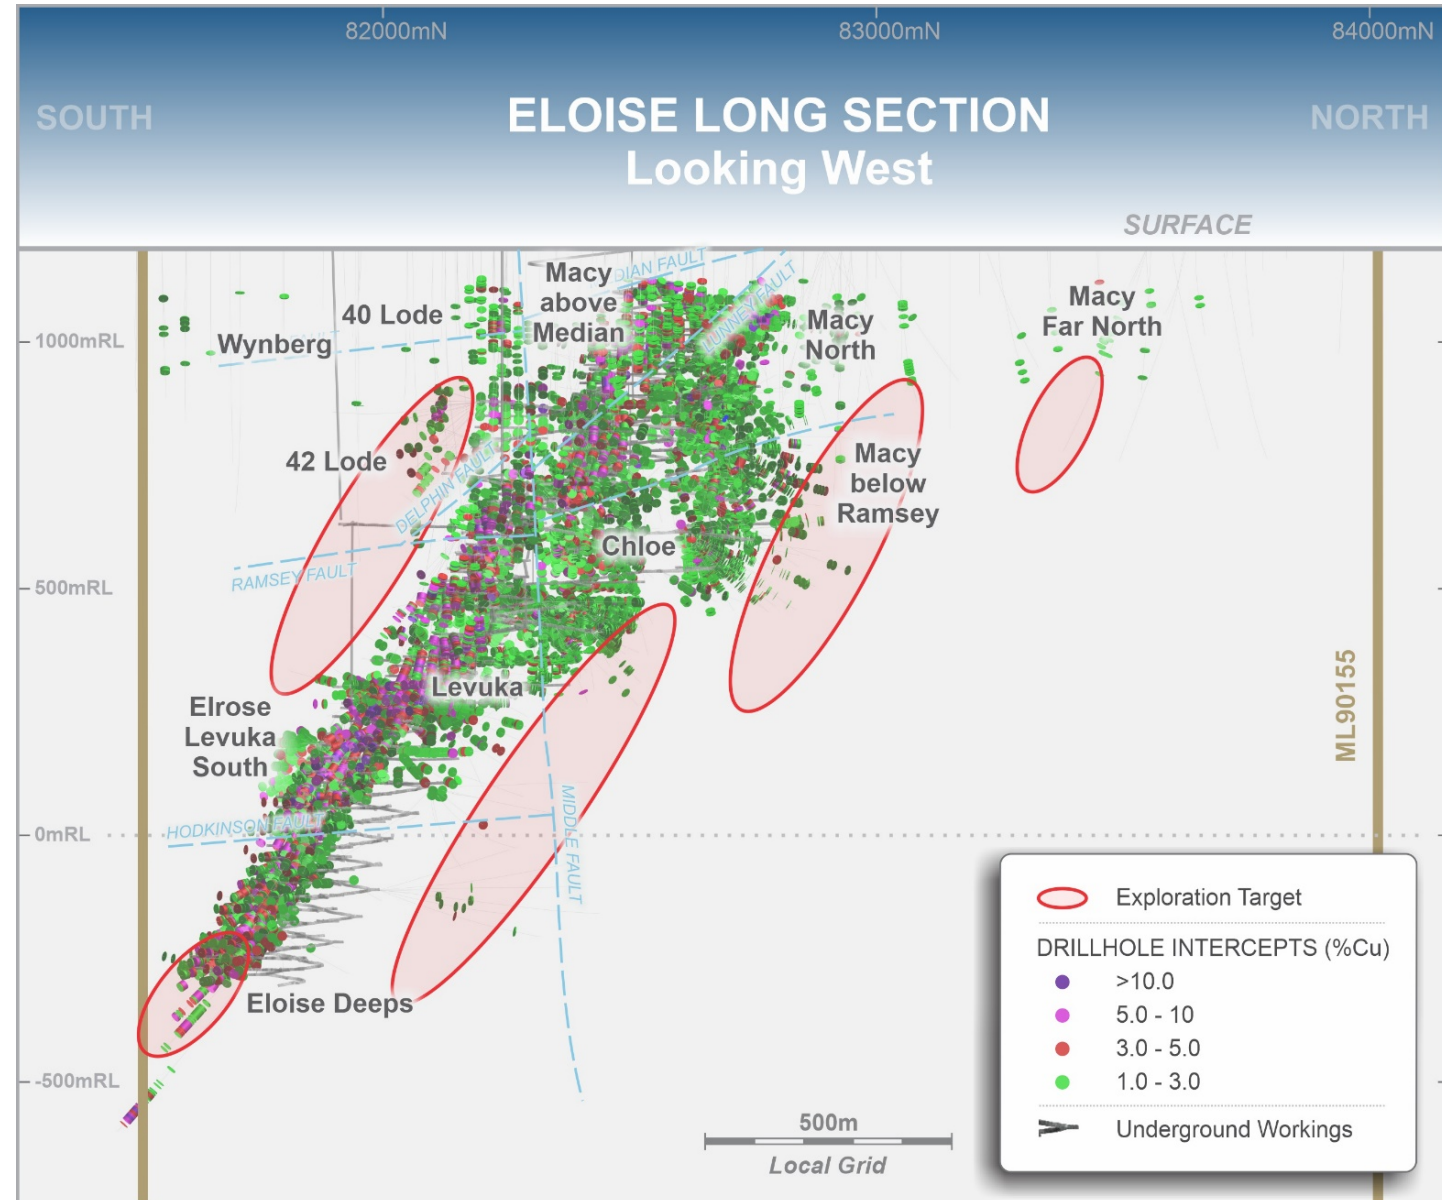 82000mN
83000mN
84000mN
SOUTH
ELOISE LONG SECTION
NORTH
Looking West
SURFACE
DIAN FAULT
Macy
above
Median
LUNNEY FAULT
Macy
Far North
40 Lode
Macy
North
1000mRL
Wynberg
42 Lode
DELPHIN FAULT
Macy
below
Ramsey
Chloe
RAMSEY FAULT
500mRL
Levuka
Elrose
Levuka
South
ML90155
HODKINSON FAULT
0mRL
MIDDLE FAULT
Eloise Deeps
-500mRL
500m
Local Grid
Exploration Target
DRILLHOLE INTERCEPTS (%Cu)
>10.0
5.0 - 10
3.0 - 5.0
1.0 - 3.0
Underground Workings